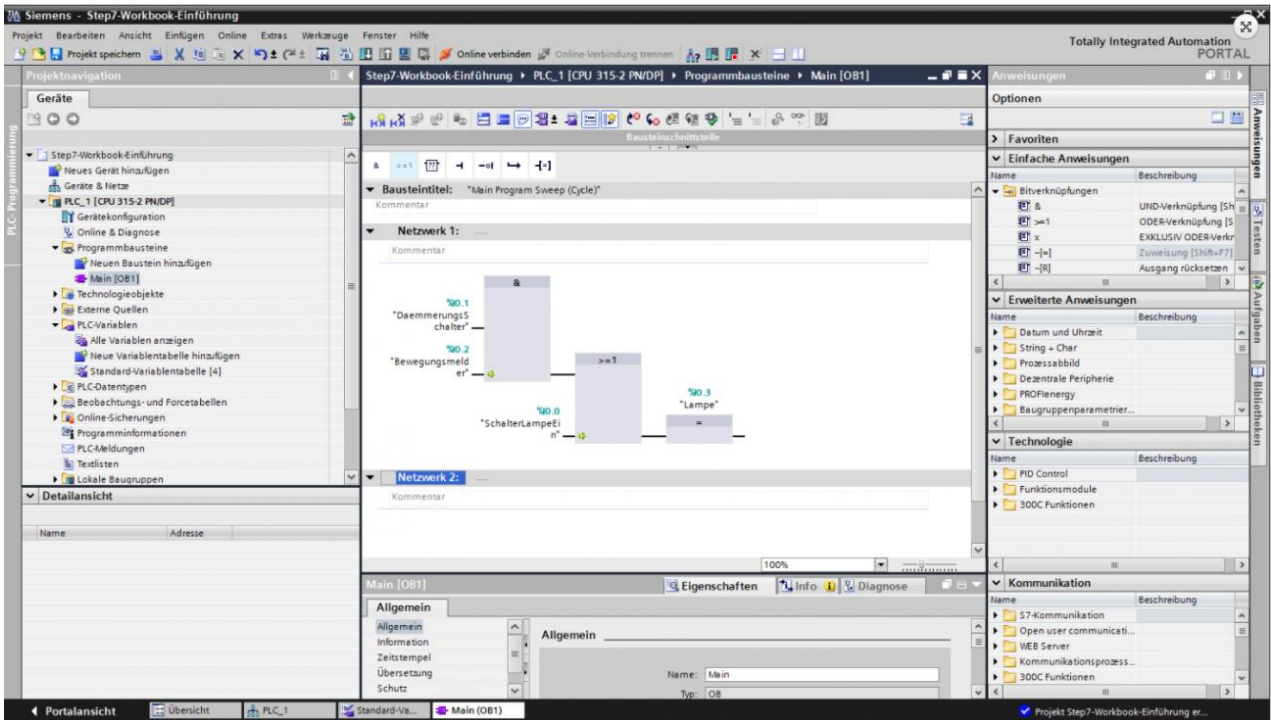 Siemens - Step7-Workbook-Einführung
Projekt Bearbeiten Ansicht Einfügen Online Extras Werkzeuge Fenster Hilfe
Totally Integrated Automation
PORTAL
Projekt speichern
Online verbinden
Online-Verbindung trennen
Projektnavigation
Step7-Workbook-Einführung PLC_1 [CPU 315-2 PN/DP] Programmbausteine Main [OB1]
Anweisungen
Geräte
Optionen
Bausteinschnittstelle
PLC-Programmierung
Step7-Workbook-Einführung
Neues Gerät hinzufügen
Geräte & Netze
PLC_1 [CPU 315-2 PN/DP]
Gerätekonfiguration
Online & Diagnose
Programmbausteine
Neuen Baustein hinzufügen
Main [OB1]
Technologieobjekte
Externe Quellen
PLC-Variablen
Alle Variablen anzeigen
Neue Variablentabelle hinzufügen
Standard-Variablentabelle [4]
PLC-Datentypen
Beobachtungs- und Forcetabellen
Online-Sicherungen
Programminformationen
PLC-Meldungen
Textlisten
Lokale Baugruppen
Detailansicht
Name Adresse
& >=1 ?? -| -o| -[=]
Bausteintitel: "Main Program Sweep (Cycle)"
Kommentar
Netzwerk 1:
Kommentar
&
"DaemmerungsS
chalter"
"Bewegungsmeld
er"
>=1
"SchalterLampeEi
n"
"Lampe"
=
Netzwerk 2:
Kommentar
100%
Main [OB1]
Eigenschaften Info Diagnose
Allgemein
Allgemein
Information
Zeitstempel
Übersetzung
Schutz
Allgemein
Name: Main
Typ: OB
Favoriten
Einfache Anweisungen
Name Beschreibung
Bitverknüpfungen
& UND-Verknüpfung [Sh
>=1 ODER-Verknüpfung [S
x EXKLUSIV ODER-Verkr
-[=] Zuweisung [Shift+F7]
-[R] Ausgang rücksetzen
Erweiterte Anweisungen
Name Beschreibung
Datum und Uhrzeit
String + Char
Prozessabbild
Dezentrale Peripherie
PROFIenergy
Baugruppenparametrier...
Technologie
Name Beschreibung
PID Control
Funktionsmodule
300C Funktionen
Kommunikation
Name Beschreibung
S7-Kommunikation
Open user communicati...
WEB Server
Kommunikationsprozess...
300C Funktionen
Anweisungen
Testen
Aufgaben
Bibliotheken
Portalansicht Übersicht PLC_1 Standard-Va... Main (OB1)
Projekt Step7-Workbook-Einführung er...